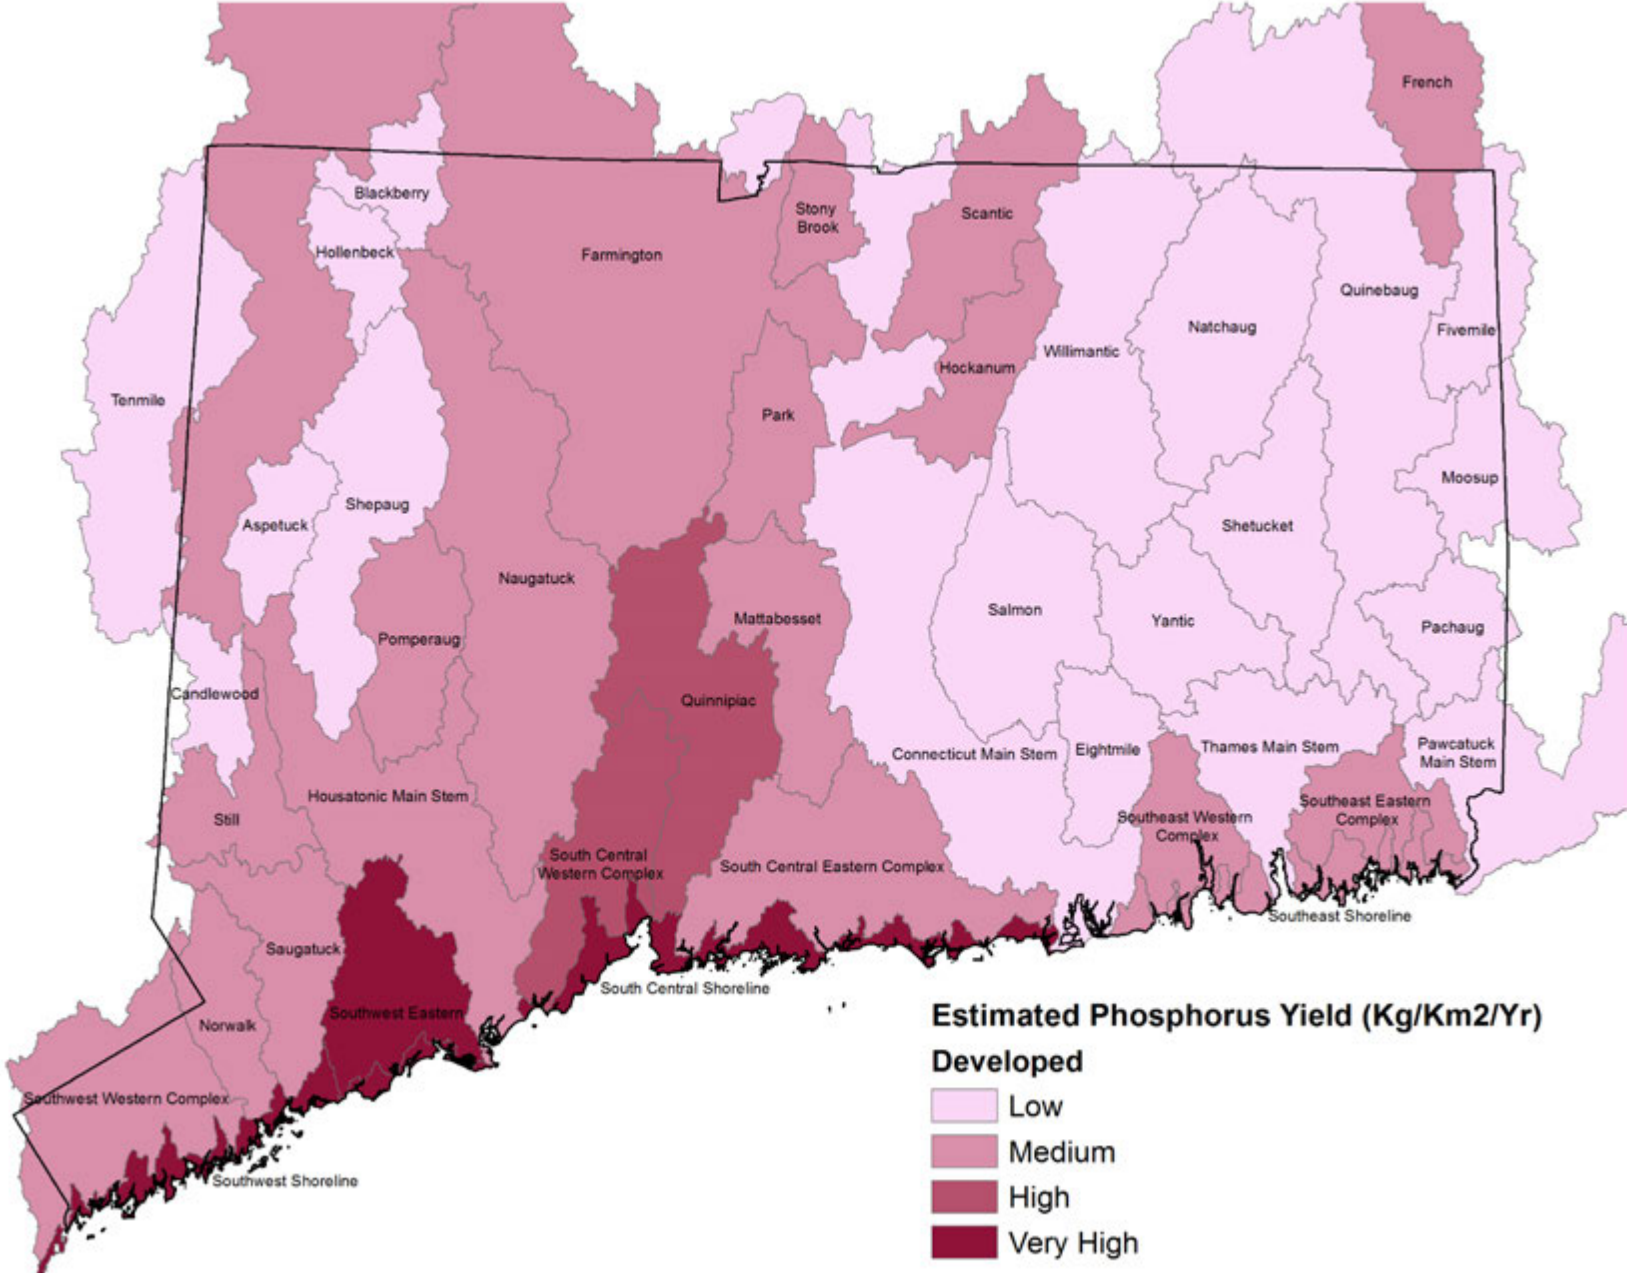 French
Blackberry
Stony
Brook
Scantic
Hollenbeck
Farmington
Quinebaug
Natchaug
Fivemile
Willimantic
Hockanum
Tenmile
Park
Moosup
Shepaug
Aspetuck
Shetucket
Naugatuck
Salmon
Mattabesset
Yantic
Pachaug
Pomperaug
Candlewood
Quinnipiac
Connecticut Main Stem
Eightmile
Thames Main Stem
Pawcatuck
Main Stem
Housatonic Main Stem
Still
Southeast Western
Complex
Southeast Eastern
Complex
South Central
Western Complex
South Central Eastern Complex
Southeast Shoreline
Saugatuck
South Central Shoreline
Southwest Eastern
Norwalk
Southwest Western Complex
Southwest Shoreline
Estimated Phosphorus Yield (Kg/Km2/Yr)
Developed
Low
Medium
High
Very High